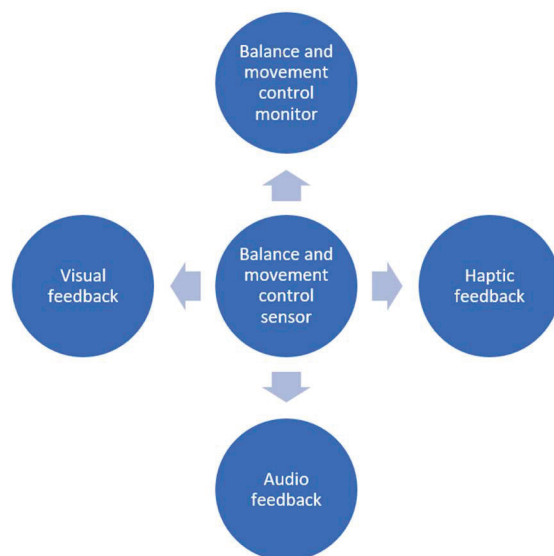 Balance and
movement
control
monitor
Visual
feedback
Balance and
movement
control
sensor
Haptic
feedback
Audio
feedback